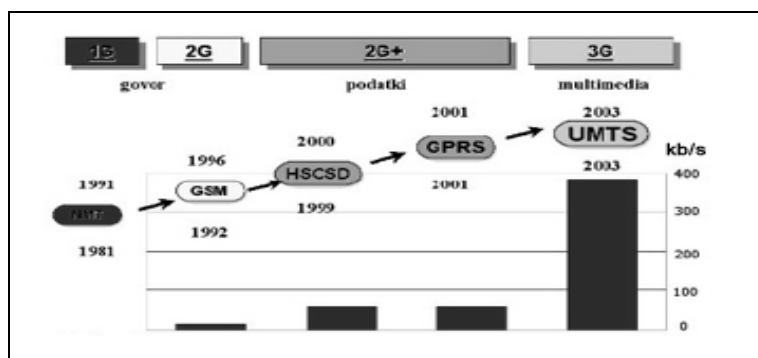 1G 2G 2G+ 3G
govor podatki multimedia
2001 2003
2000 GPRS UMTS
1996 HSCSD kb/s
1991 GSM 2001 2003 400
NMT 1999 300
1992
1981 200
100
0